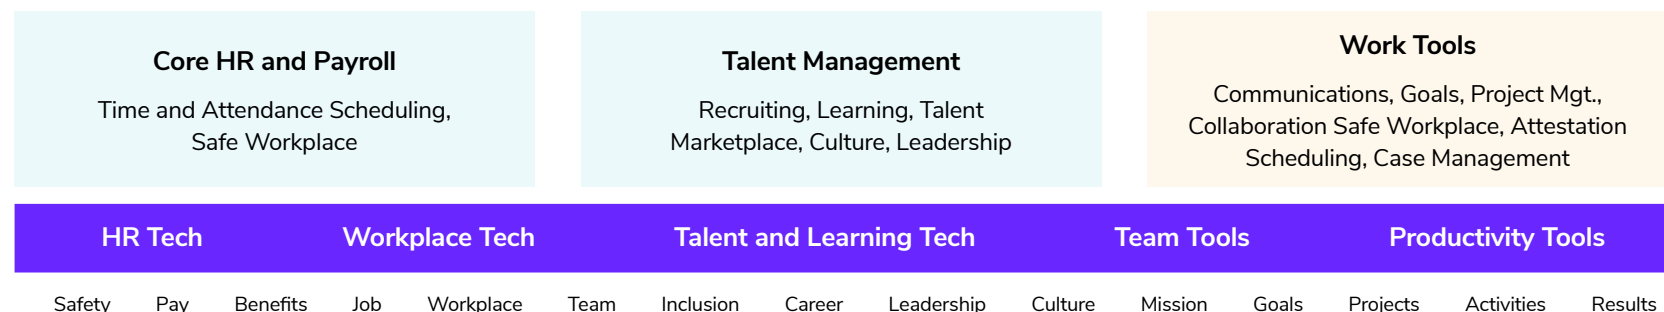 Core HR and Payroll
Time and Attendance Scheduling,
Safe Workplace
Talent Management
Recruiting, Learning, Talent
Marketplace, Culture, Leadership
Work Tools
Communications, Goals, Project Mgt.,
Collaboration Safe Workplace, Attestation
Scheduling, Case Management
HR Tech Workplace Tech Talent and Learning Tech Team Tools Productivity Tools
Safety Pay Benefits Job Workplace Team Inclusion Career Leadership Culture Mission Goals Projects Activities Results